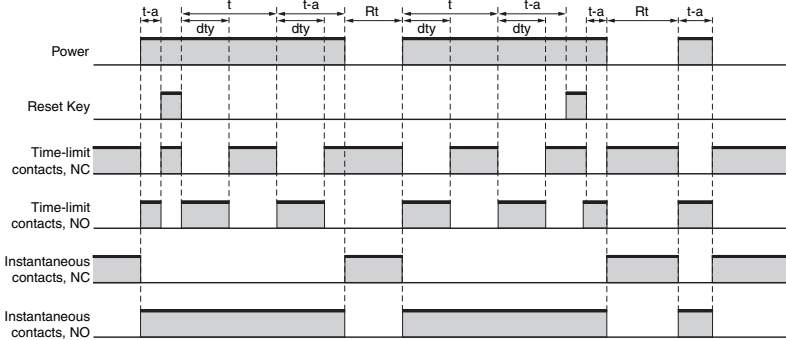 t-a t t-a Rt t t-a t-a Rt t-a
dty dty dty dty
Power
Reset Key
Time-limit
contacts, NC
Time-limit
contacts, NO
Instantaneous
contacts, NC
Instantaneous
contacts, NO